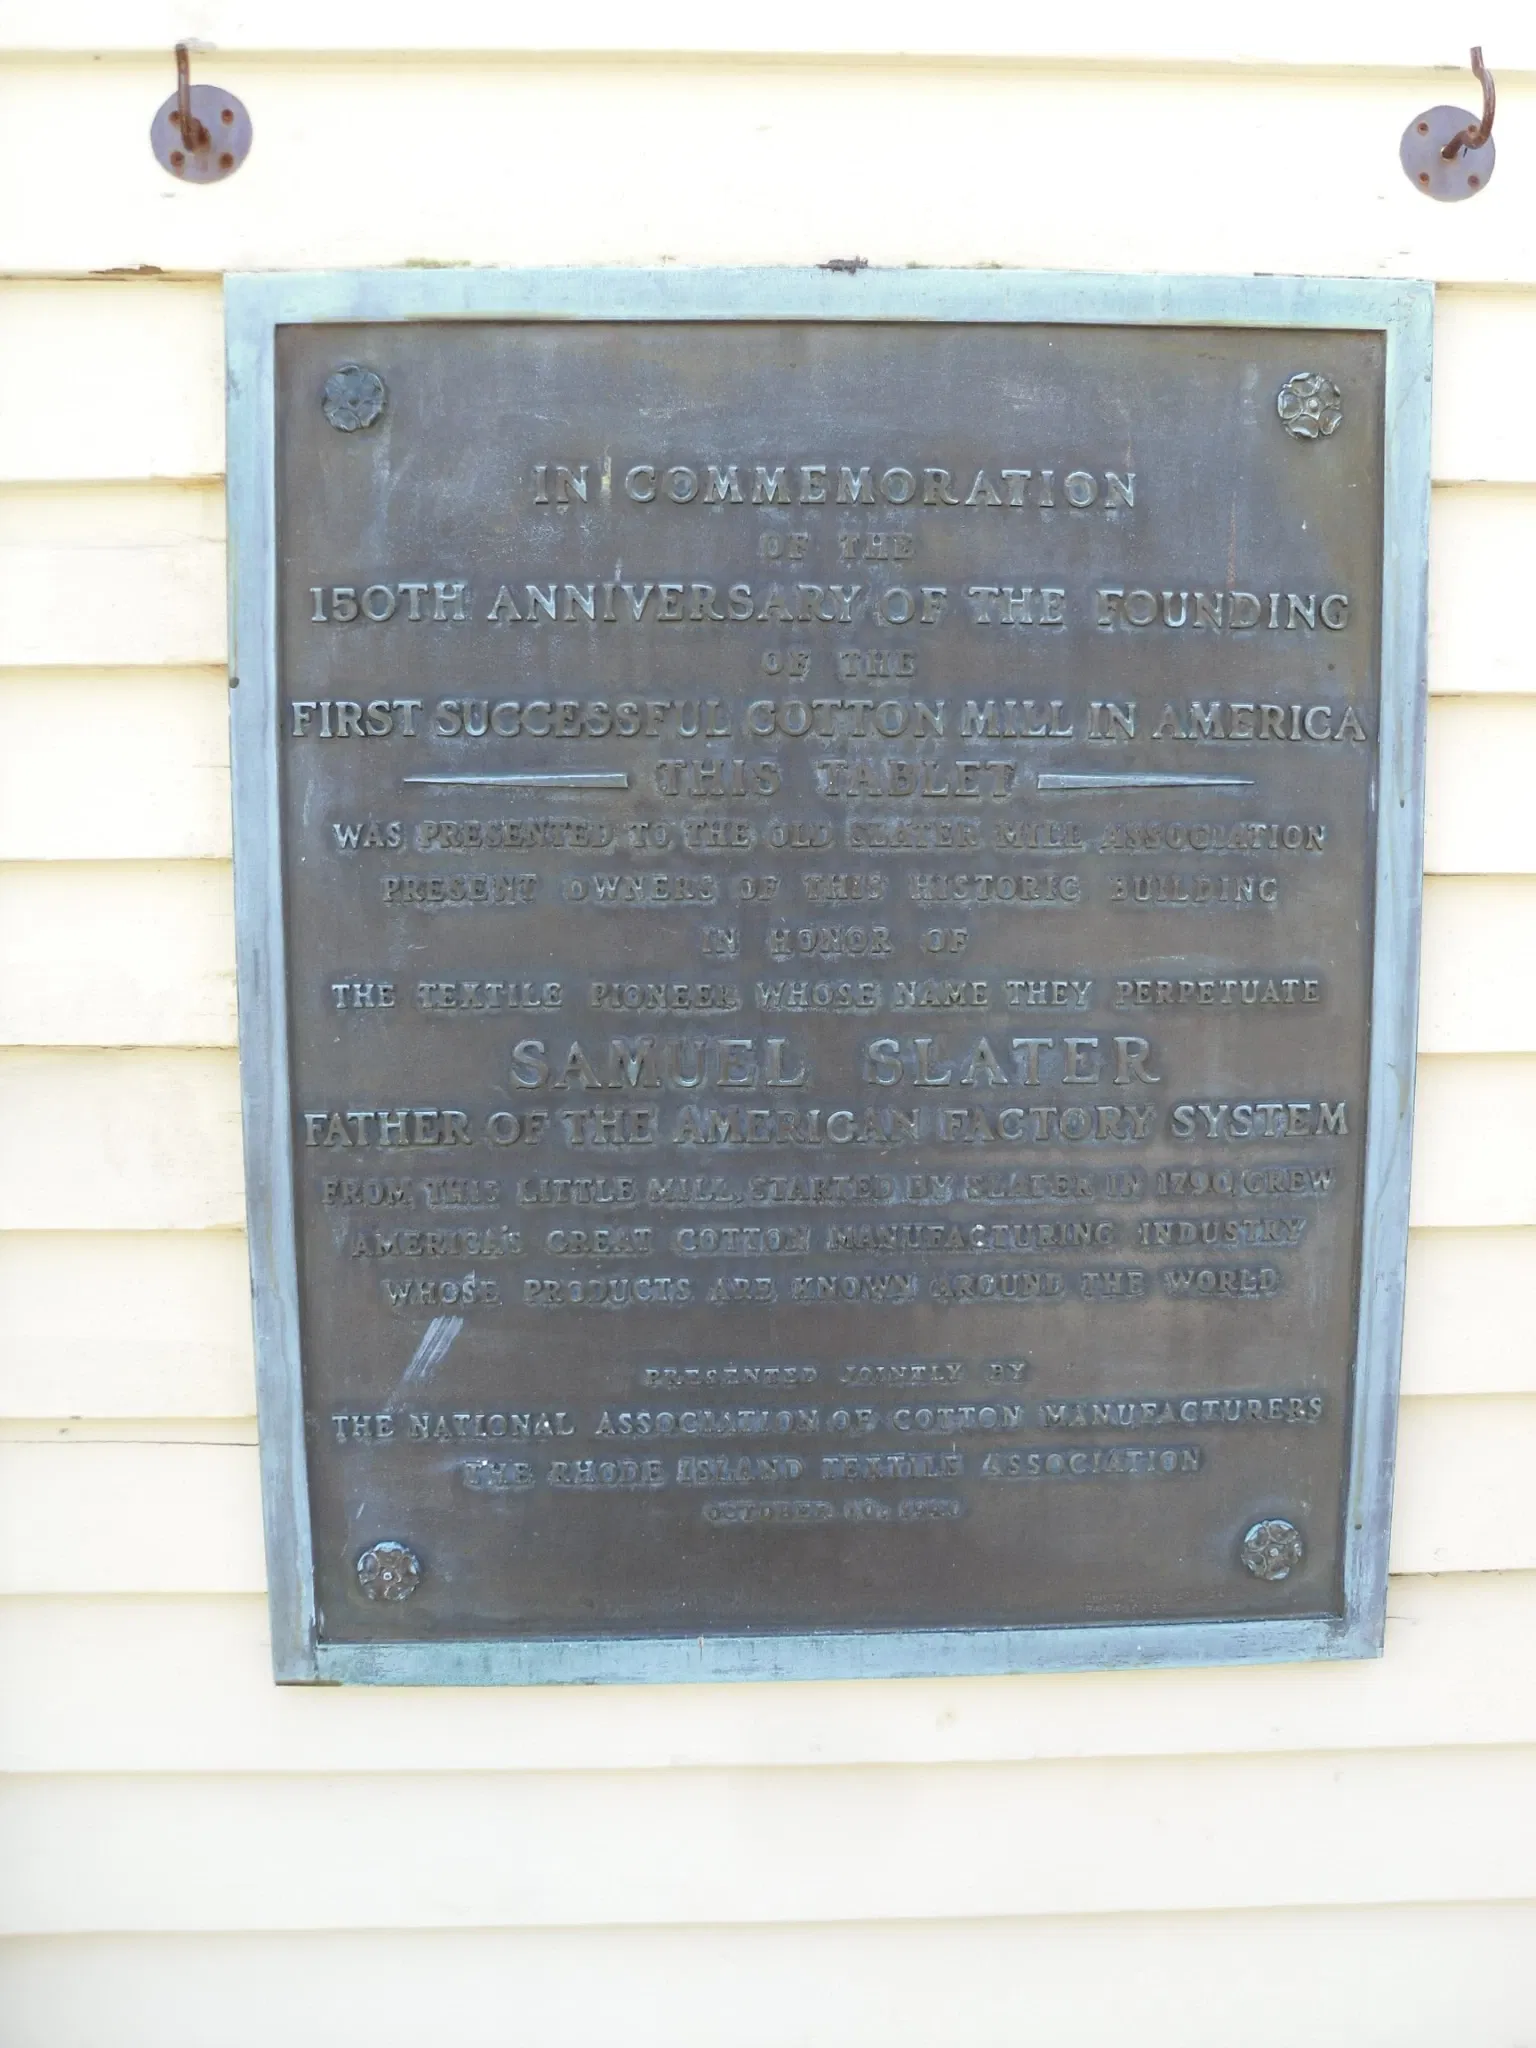 IN COMMEMORATION
OF THE
150TH ANNIVERSARY OF THE FOUNDING
OF THE
FIRST SUCCESSFUL COTTON MILL IN AMERICA
THIS TABLET
WAS PRESENTED TO THE OLD SLATER MILL ASSOCIATION
PRESENT OWNERS OF THIS HISTORIC BUILDING
IN HONOR OF
THE TEXTILE PIONEER WHOSE NAME THEY PERPETUATE
SAMUEL SLATER
FATHER OF THE AMERICAN FACTORY SYSTEM
FROM THIS LITTLE MILL, STARTED BY SLATER IN 1790, GREW
AMERICA'S GREAT COTTON MANUFACTURING INDUSTRY
WHOSE PRODUCTS ARE KNOWN AROUND THE WORLD
PRESENTED JOINTLY BY
THE NATIONAL ASSOCIATION OF COTTON MANUFACTURERS
THE RHODE ISLAND TEXTILE ASSOCIATION
OCTOBER